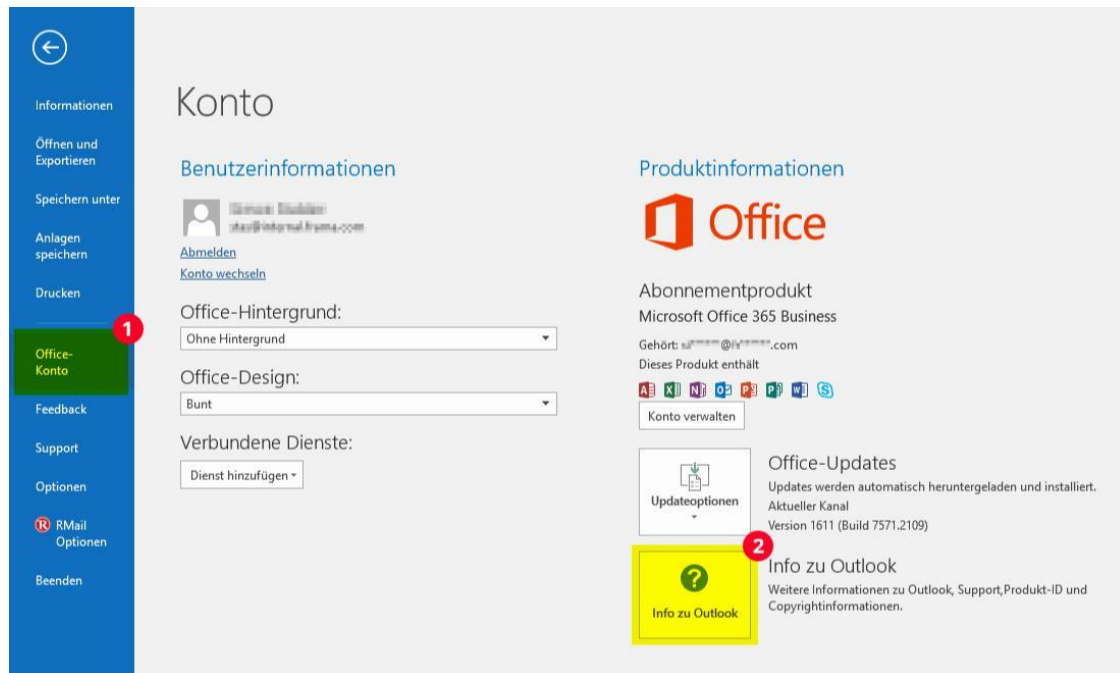 Informationen
Öffnen und
Exportieren
Speichern unter
Anlagen
speichern
Drucken
1
Office-
Konto
Feedback
Support
Optionen
R RMail
Optionen
Beenden
Konto
Benutzerinformationen
Abmelden
Konto wechseln
Office-Hintergrund:
Ohne Hintergrund
Office-Design:
Bunt
Verbundene Dienste:
Dienst hinzufügen
Produktinformationen
Office
Abonnementprodukt
Microsoft Office 365 Business
Gehört: .com
Dieses Produkt enthält
Konto verwalten
Updateoptionen
Office-Updates
Updates werden automatisch heruntergeladen und installiert.
Aktueller Kanal
Version 1611 (Build 7571.2109)
2
Info zu Outlook
Info zu Outlook
Weitere Informationen zu Outlook, Support,Produkt-ID und
Copyrightinformationen.